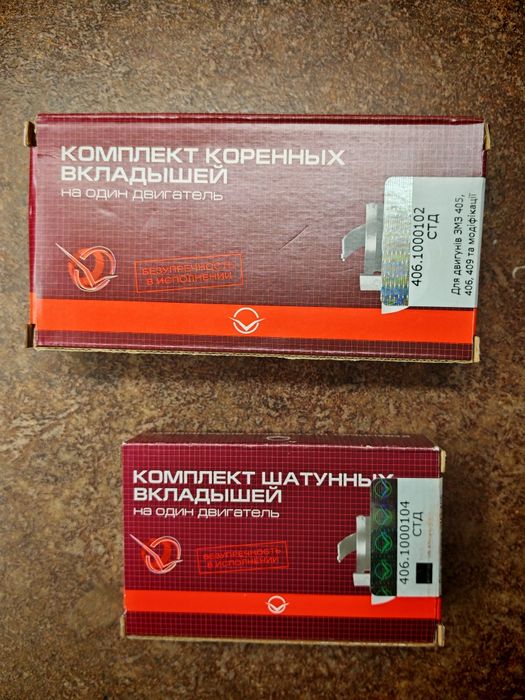 КОМПЛЕКТ КОРЕННЫХ
ВКЛАДЫШЕЙ
на один двигатель
БЕЗУПРЕЧНОСТЬ
В ИСПОЛНЕНИИ
406.1000102
СТД
Для двигунів ЗМЗ 405,
406, 409 та модіфікації
КОМПЛЕКТ ШАТУННЫХ
ВКЛАДЫШЕЙ
на один двигатель
БЕЗУПРЕЧНОСТЬ
В ИСПОЛНЕНИИ
406.1000104
СТД